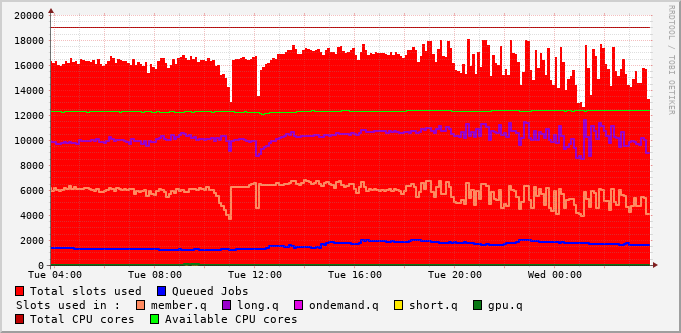 20000
18000
16000
14000
12000
10000
8000
6000
4000
2000
0
Tue 04:00 Tue 08:00 Tue 12:00 Tue 16:00 Tue 20:00 Wed 00:00
Total slots used Queued Jobs
Slots used in : member.q long.q ondemand.q short.q gpu.q
Total CPU cores Available CPU cores
RRDTOOL / TOBI OETIKER